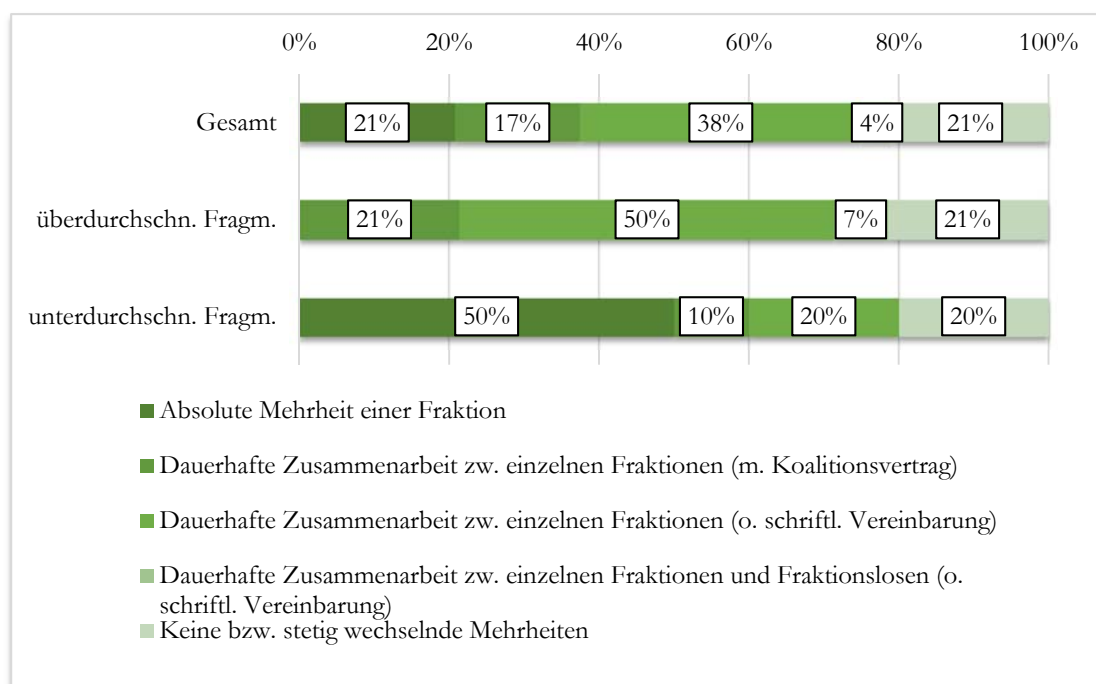 0% 20% 40% 60% 80% 100%
Gesamt 21% 17% 38% 4% 21%
überdurchschn. Fragm. 21% 50% 7% 21%
unterdurchschn. Fragm. 50% 10% 20% 20%
Absolute Mehrheit einer Fraktion
Dauerhafte Zusammenarbeit zw. einzelnen Fraktionen (m. Koalitionsvertrag)
Dauerhafte Zusammenarbeit zw. einzelnen Fraktionen (o. schriftl. Vereinbarung)
Dauerhafte Zusammenarbeit zw. einzelnen Fraktionen und Fraktionslosen (o.
schriftl. Vereinbarung)
Keine bzw. stetig wechselnde Mehrheiten